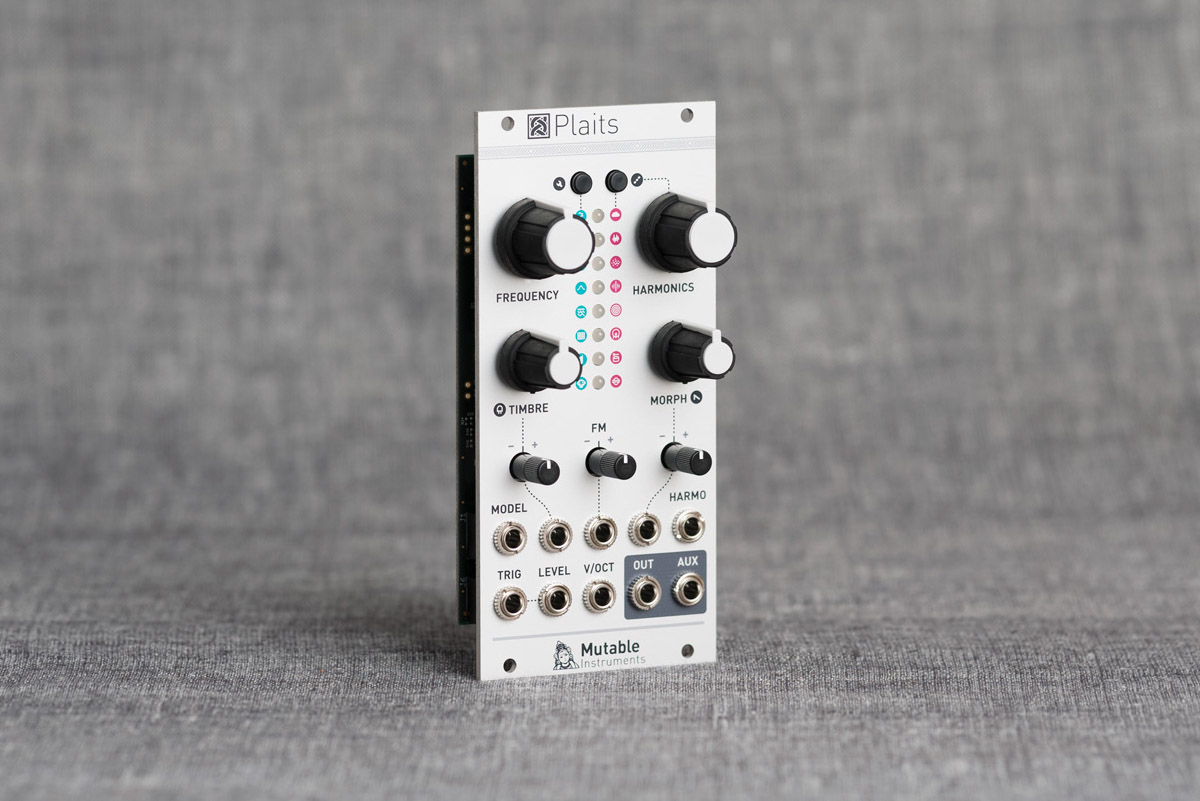 Plaits
FREQUENCY
HARMONICS
TIMBRE
MORPH
FM
− +
− +
− +
MODEL
HARMO
TRIG
LEVEL
V/OCT
OUT
AUX
Mutable
Instruments